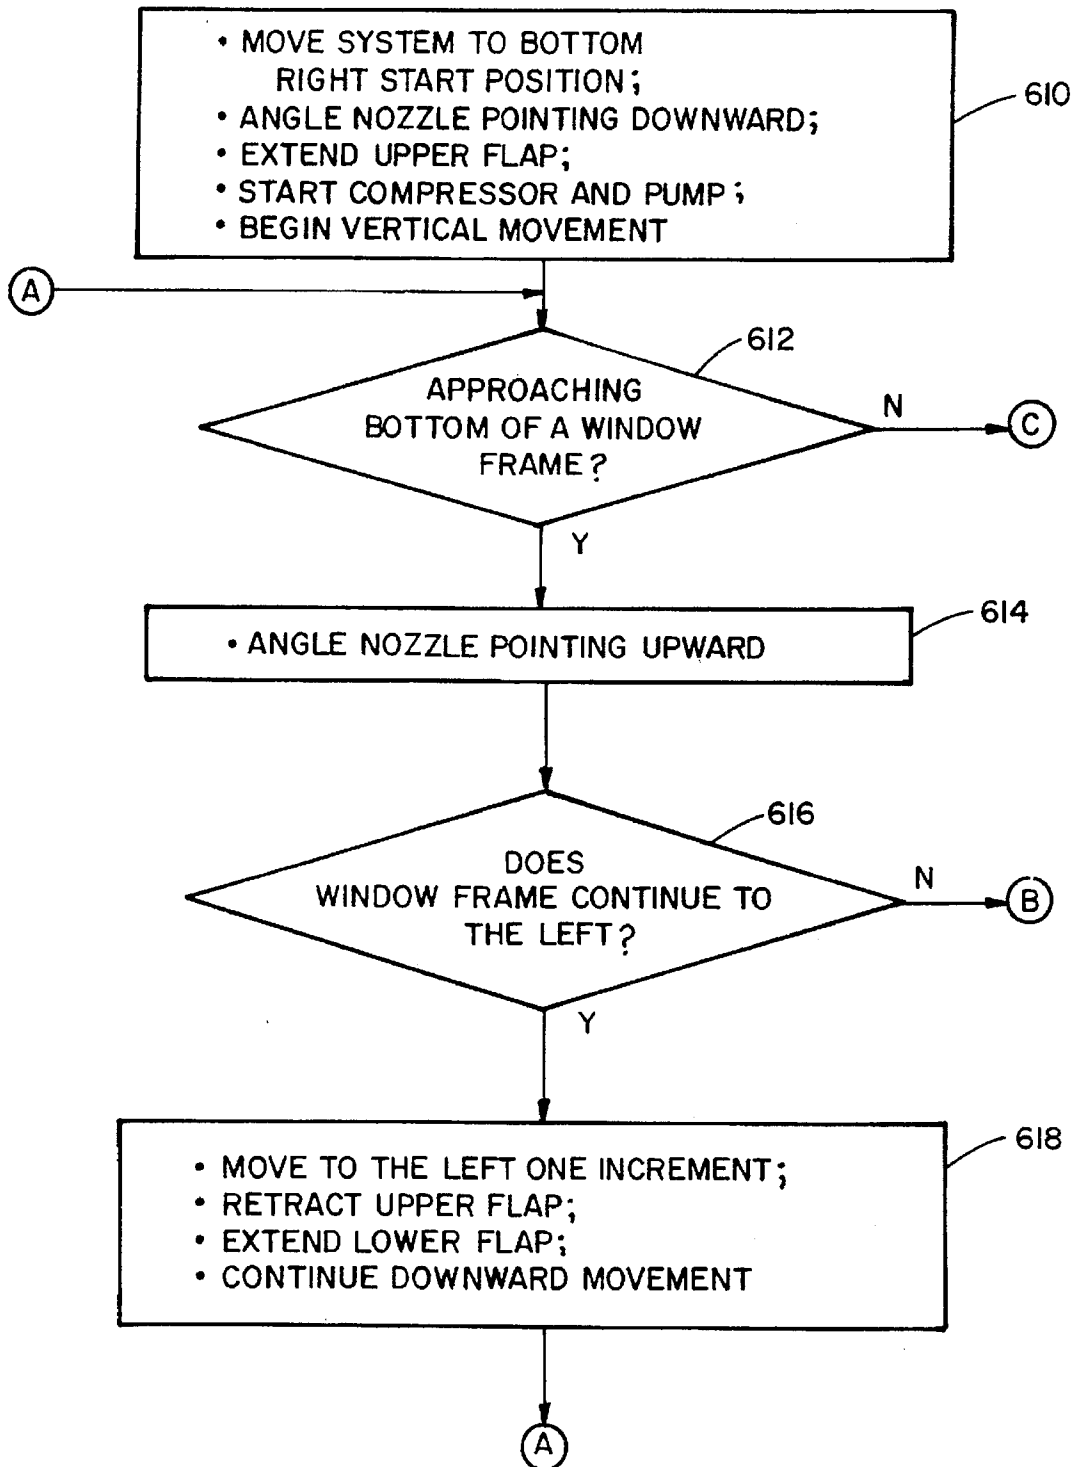 • MOVE SYSTEM TO BOTTOM
RIGHT START POSITION;
• ANGLE NOZZLE POINTING DOWNWARD;
• EXTEND UPPER FLAP;
• START COMPRESSOR AND PUMP;
• BEGIN VERTICAL MOVEMENT
610
A
612
APPROACHING
BOTTOM OF A WINDOW
FRAME?
N
C
Y
614
• ANGLE NOZZLE POINTING UPWARD
616
DOES
WINDOW FRAME CONTINUE TO
THE LEFT?
N
B
Y
618
• MOVE TO THE LEFT ONE INCREMENT;
• RETRACT UPPER FLAP;
• EXTEND LOWER FLAP;
• CONTINUE DOWNWARD MOVEMENT
A